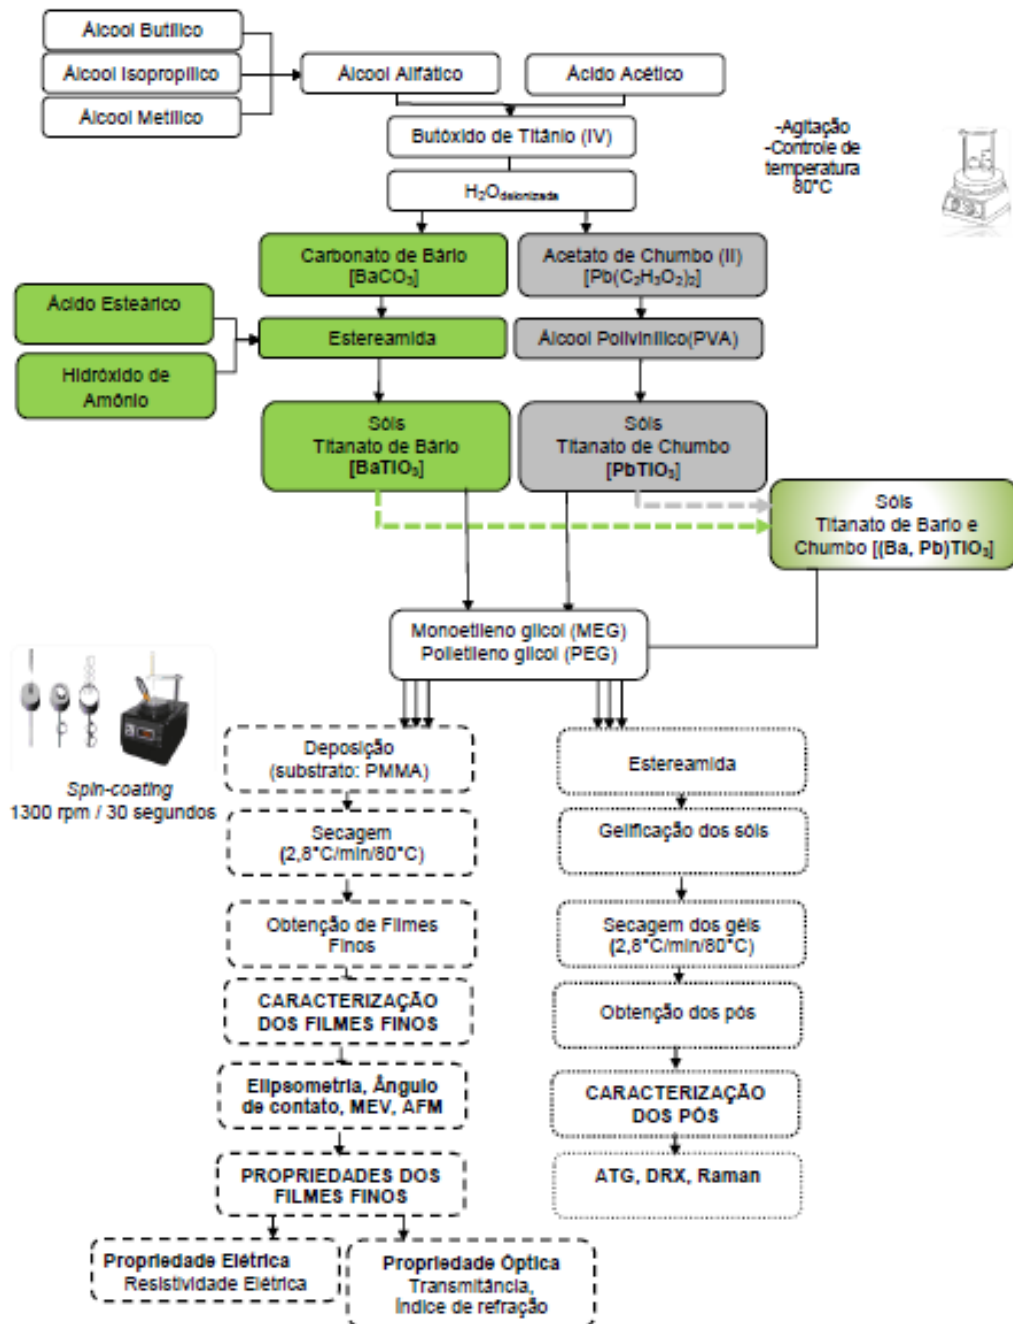 Álcool Butílico
Álcool Isopropílico
Álcool Metílico
Álcool Alifático
Ácido Acético
Butóxido de Titânio (IV)
H₂Odeionizada
-Agitação
-Controle de
temperatura
80°C
Carbonato de Bário
[BaCO₃]
Acetato de Chumbo (II)
[Pb(C₂H₃O₂)₂]
Ácido Esteárico
Hidróxido de
Amônio
Estereamida
Álcool Polivinílico(PVA)
Sóis
Titanato de Bário
[BaTiO₃]
Sóis
Titanato de Chumbo
[PbTiO₃]
Sóis
Titanato de Bario e
Chumbo [(Ba, Pb)TiO₃]
Monoetileno glicol (MEG)
Polietileno glicol (PEG)
Spin-coating
1300 rpm / 30 segundos
Deposição
(substrato: PMMA)
Secagem
(2,8°C/min/80°C)
Obtenção de Filmes
Finos
CARACTERIZAÇÃO
DOS FILMES FINOS
Elipsometria, Ângulo
de contato, MEV, AFM
PROPRIEDADES DOS
FILMES FINOS
Propriedade Elétrica
Resistividade Elétrica
Propriedade Óptica
Transmitância,
Índice de refração
Estereamida
Gelificação dos sóis
Secagem dos géis
(2,8°C/min/80°C)
Obtenção dos pós
CARACTERIZAÇÃO
DOS PÓS
ATG, DRX, Raman